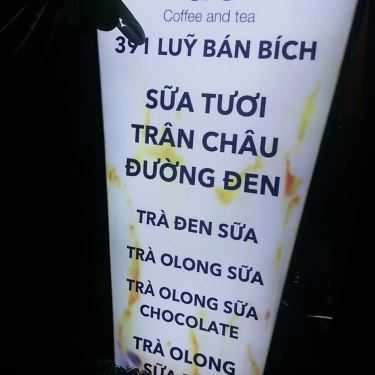 Coffee and tea
391 LUỸ BÁN BÍCH
SỮA TƯƠI
TRÂN CHÂU
ĐƯỜNG ĐEN
TRÀ ĐEN SỮA
TRÀ OLONG SỮA
TRÀ OLONG SỮA
CHOCOLATE
TRÀ OLONG
SỮA